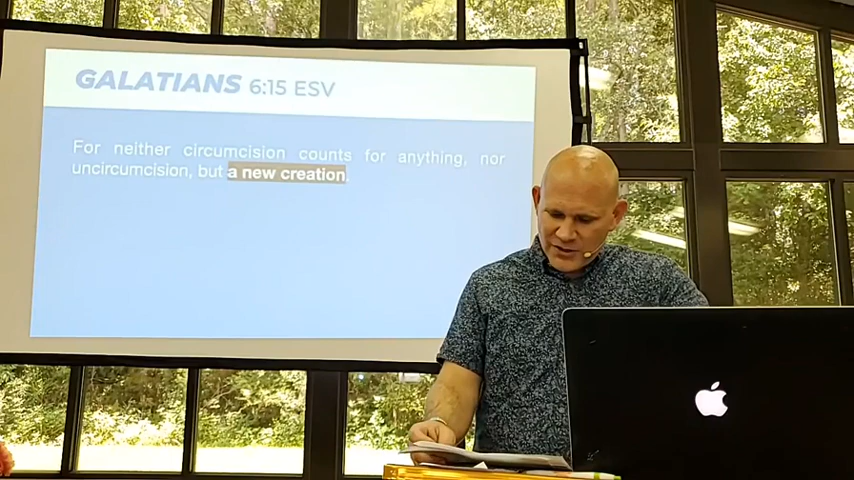 GALATIANS 6:15 ESV
For neither circumcision counts for anything, nor
uncircumcision, but a new creation.